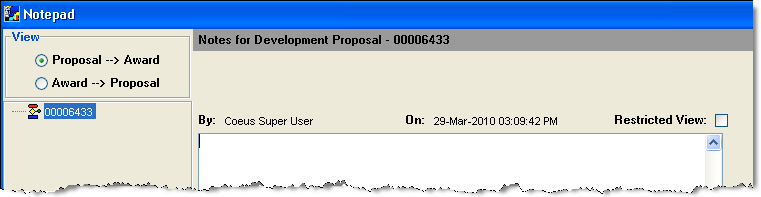 Notepad
View
Proposal --> Award
Award --> Proposal
00006433
Notes for Development Proposal - 00006433
By: Coeus Super User On: 29-Mar-2010 03:09:42 PM Restricted View: